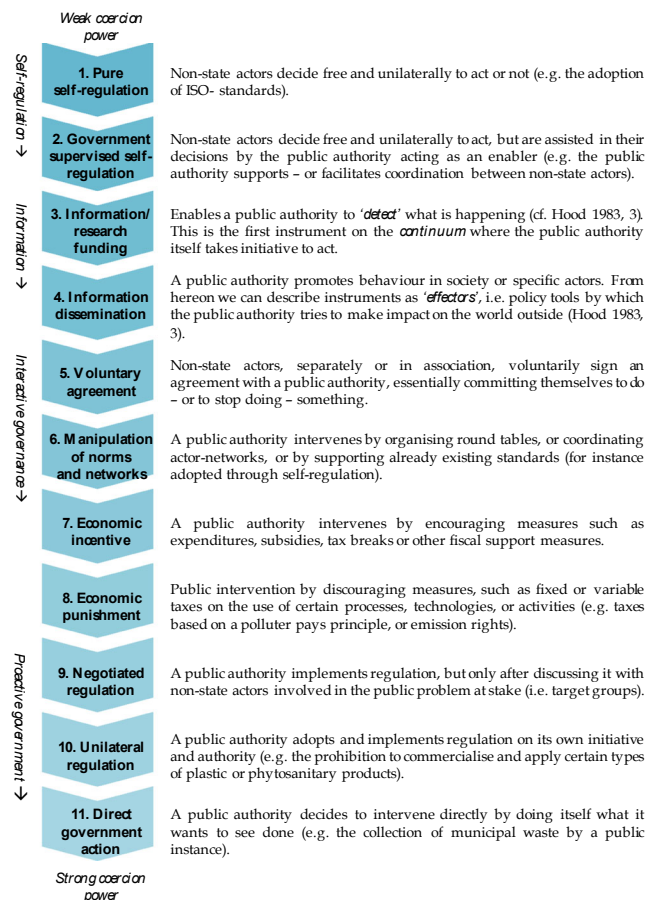 Weak coercion
power
Self-regulation →
1. Pure
self-regulation
Non-state actors decide free and unilaterally to act or not (e.g. the adoption
of ISO- standards).
2. Government
supervised self-
regulation
Non-state actors decide free and unilaterally to act, but are assisted in their
decisions by the public authority acting as an enabler (e.g. the public
authority supports – or facilitates coordination between non-state actors).
Information →
3. Information/
research
funding
Enables a public authority to ‘detect’ what is happening (cf. Hood 1983, 3).
This is the first instrument on the continuum where the public authority
itself takes initiative to act.
4. Information
dissemination
A public authority promotes behaviour in society or specific actors. From
hereon we can describe instruments as ‘effectors’, i.e. policy tools by which
the public authority tries to make impact on the world outside (Hood 1983,
3).
Interactive governance →
5. Voluntary
agreement
Non-state actors, separately or in association, voluntarily sign an
agreement with a public authority, essentially committing themselves to do
– or to stop doing – something.
6. Manipulation
of norms
and networks
A public authority intervenes by organising round tables, or coordinating
actor-networks, or by supporting already existing standards (for instance
adopted through self-regulation).
7. Economic
incentive
A public authority intervenes by encouraging measures such as
expenditures, subsidies, tax breaks or other fiscal support measures.
8. Economic
punishment
Public intervention by discouraging measures, such as fixed or variable
taxes on the use of certain processes, technologies, or activities (e.g. taxes
based on a polluter pays principle, or emission rights).
Proactive government →
9. Negotiated
regulation
A public authority implements regulation, but only after discussing it with
non-state actors involved in the public problem at stake (i.e. target groups).
10. Unilateral
regulation
A public authority adopts and implements regulation on its own initiative
and authority (e.g. the prohibition to commercialise and apply certain types
of plastic or phytosanitary products).
11. Direct
government
action
A public authority decides to intervene directly by doing itself what it
wants to see done (e.g. the collection of municipal waste by a public
instance).
Strong coercion
power